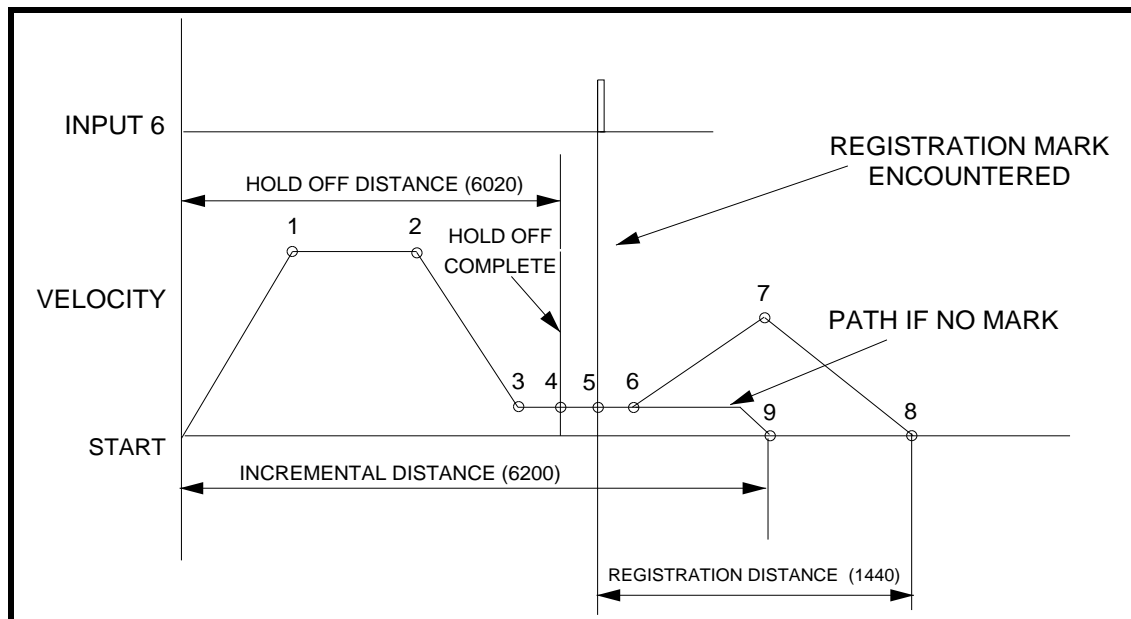 INPUT 6
REGISTRATION MARK
ENCOUNTERED
HOLD OFF DISTANCE (6020)
1
2
HOLD OFF
COMPLETE
VELOCITY
7
PATH IF NO MARK
3
4
5
6
9
8
START
INCREMENTAL DISTANCE (6200)
REGISTRATION DISTANCE (1440)